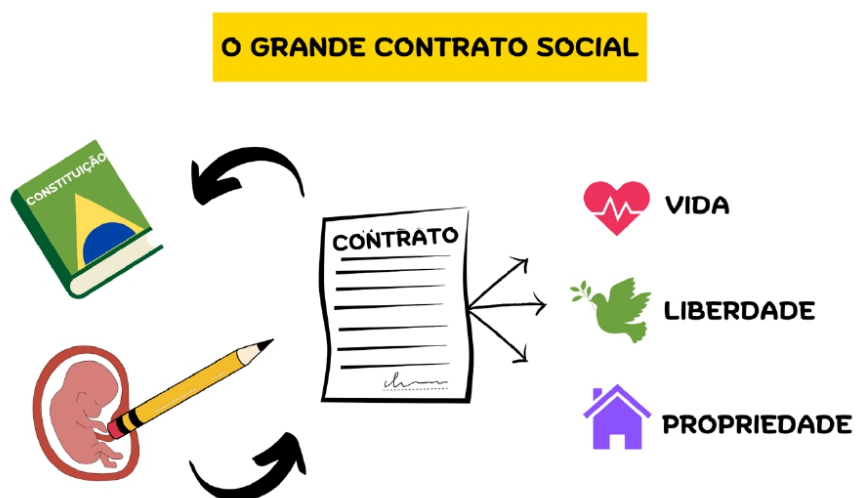 O GRANDE CONTRATO SOCIAL
CONSTITUIÇÃO
CONTRATO
VIDA
LIBERDADE
PROPRIEDADE